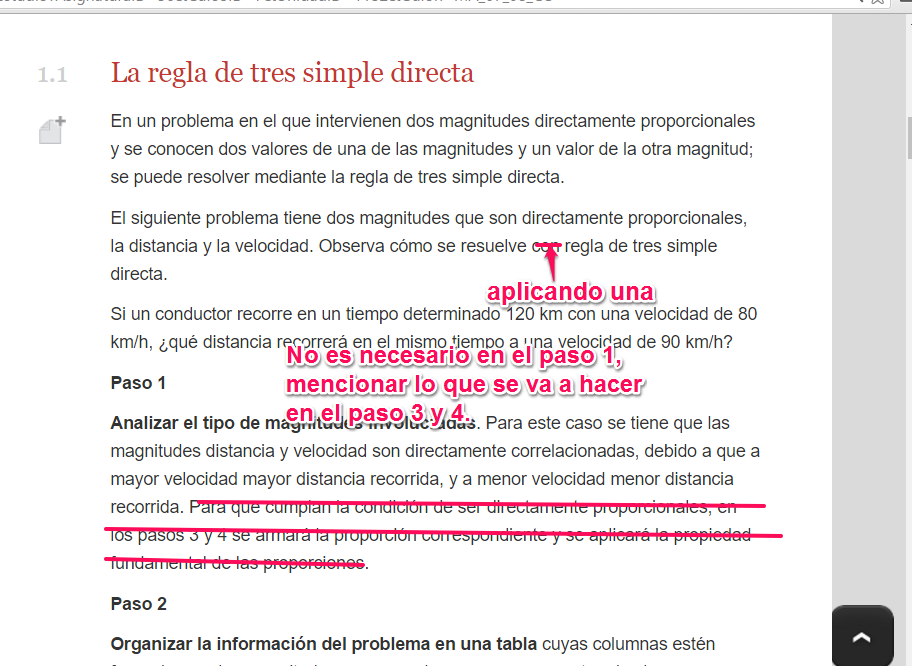 1.1 La regla de tres simple directa
En un problema en el que intervienen dos magnitudes directamente proporcionales
y se conocen dos valores de una de las magnitudes y un valor de la otra magnitud;
se puede resolver mediante la regla de tres simple directa.
El siguiente problema tiene dos magnitudes que son directamente proporcionales,
la distancia y la velocidad. Observa cómo se resuelve con regla de tres simple
directa.
aplicando una
Si un conductor recorre en un tiempo determinado 120 km con una velocidad de 80
km/h, ¿qué distancia recorrerá en el mismo tiempo a una velocidad de 90 km/h?
No es necesario en el paso 1,
mencionar lo que se va a hacer
en el paso 3 y 4.
Paso 1
Analizar el tipo de magnitudes involucradas. Para este caso se tiene que las
magnitudes distancia y velocidad son directamente correlacionadas, debido a que a
mayor velocidad mayor distancia recorrida, y a menor velocidad menor distancia
recorrida. Para que cumplan la condición de ser directamente proporcionales, en
los pasos 3 y 4 se armará la proporción correspondiente y se aplicará la propiedad
fundamental de las proporciones.
Paso 2
Organizar la información del problema en una tabla cuyas columnas estén